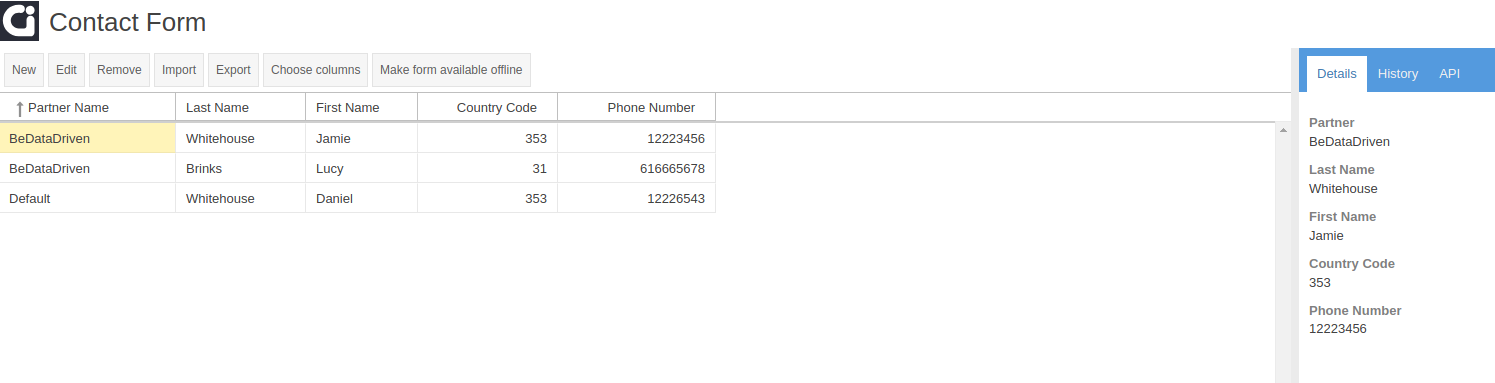 Contact Form
New Edit Remove Import Export Choose columns Make form available offline
Partner Name Last Name First Name Country Code Phone Number
BeDataDriven Whitehouse Jamie 353 12223456
BeDataDriven Brinks Lucy 31 616665678
Default Whitehouse Daniel 353 12226543
Details History API
Partner
BeDataDriven
Last Name
Whitehouse
First Name
Jamie
Country Code
353
Phone Number
12223456